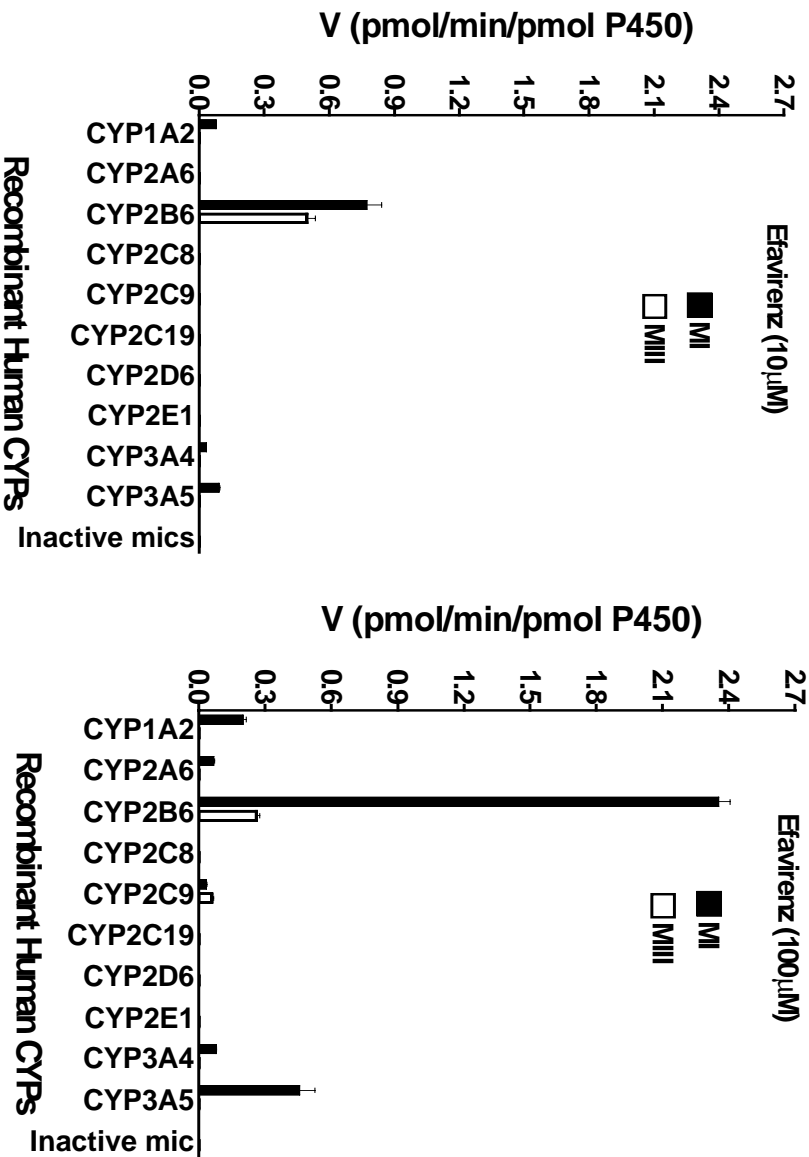 V (pmol/min/pmol P450)
2.7
2.4
2.1
1.8
1.5
1.2
0.9
0.6
0.3
0.0
Efavirenz (10μM)
MI
MIII
CYP1A2
CYP2A6
CYP2B6
CYP2C8
CYP2C9
CYP2C19
CYP2D6
CYP2E1
CYP3A4
CYP3A5
Inactive mics
Recombinant Human CYPs
V (pmol/min/pmol P450)
2.7
2.4
2.1
1.8
1.5
1.2
0.9
0.6
0.3
0.0
Efavirenz (100μM)
MI
MIII
CYP1A2
CYP2A6
CYP2B6
CYP2C8
CYP2C9
CYP2C19
CYP2D6
CYP2E1
CYP3A4
CYP3A5
Inactive mic
Recombinant Human CYPs